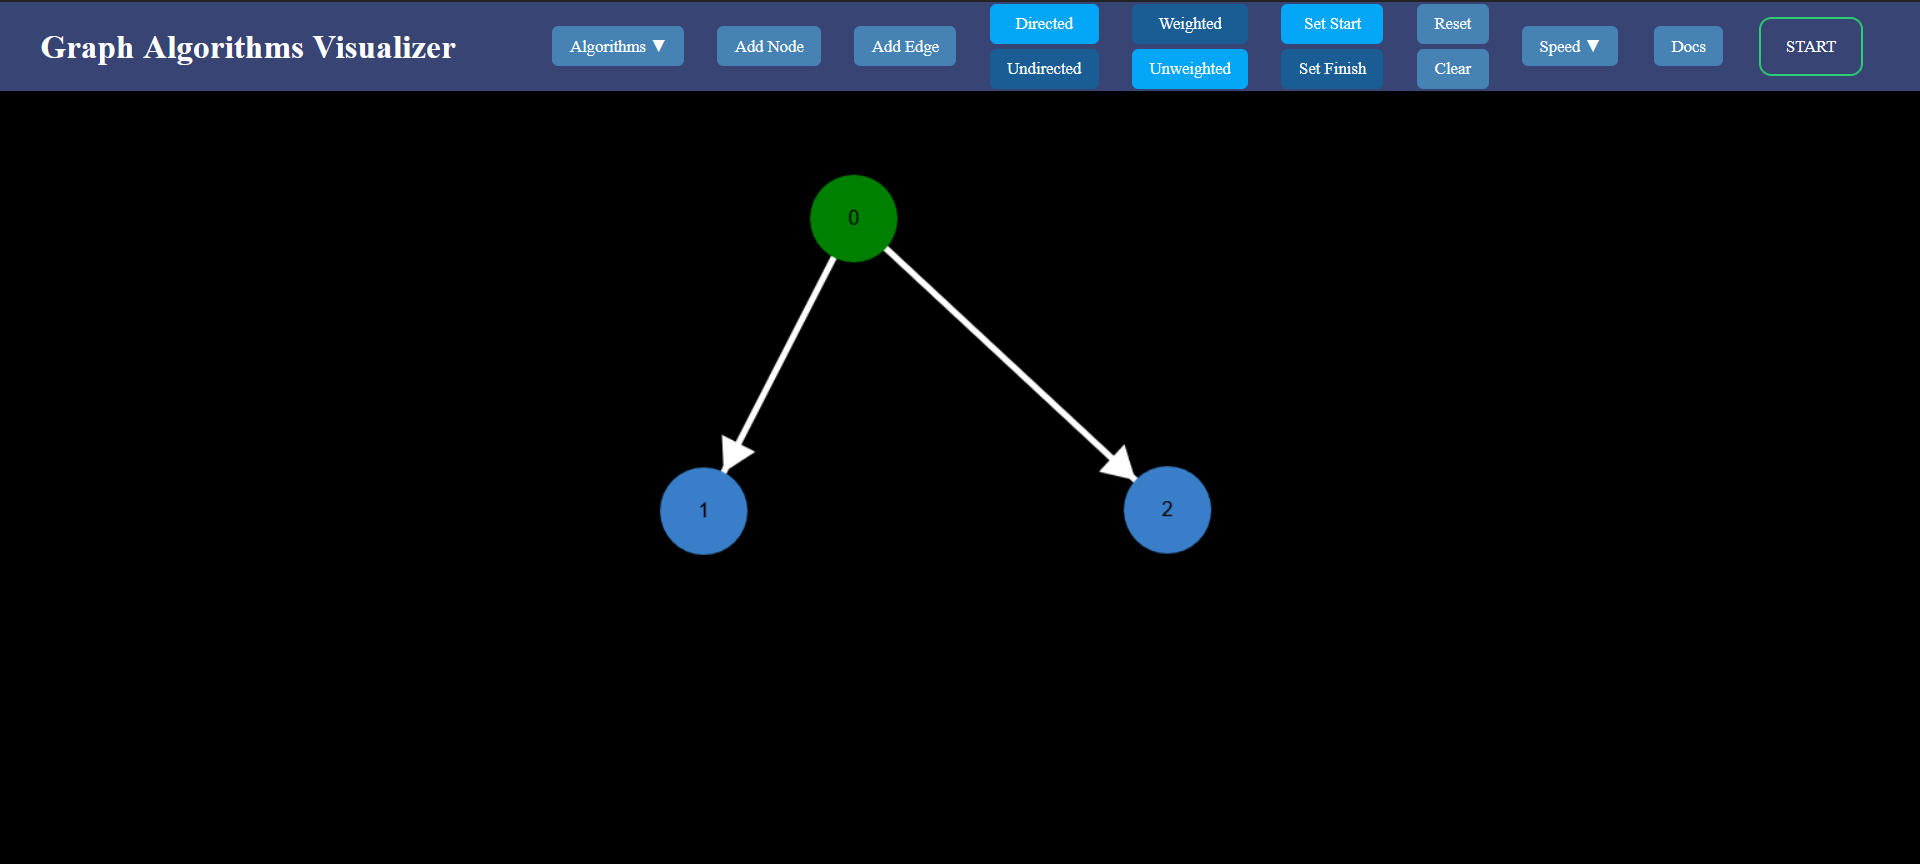 Graph Algorithms Visualizer
Algorithms ▼
Add Node
Add Edge
Directed
Undirected
Weighted
Unweighted
Set Start
Set Finish
Reset
Clear
Speed ▼
Docs
START
0
1
2